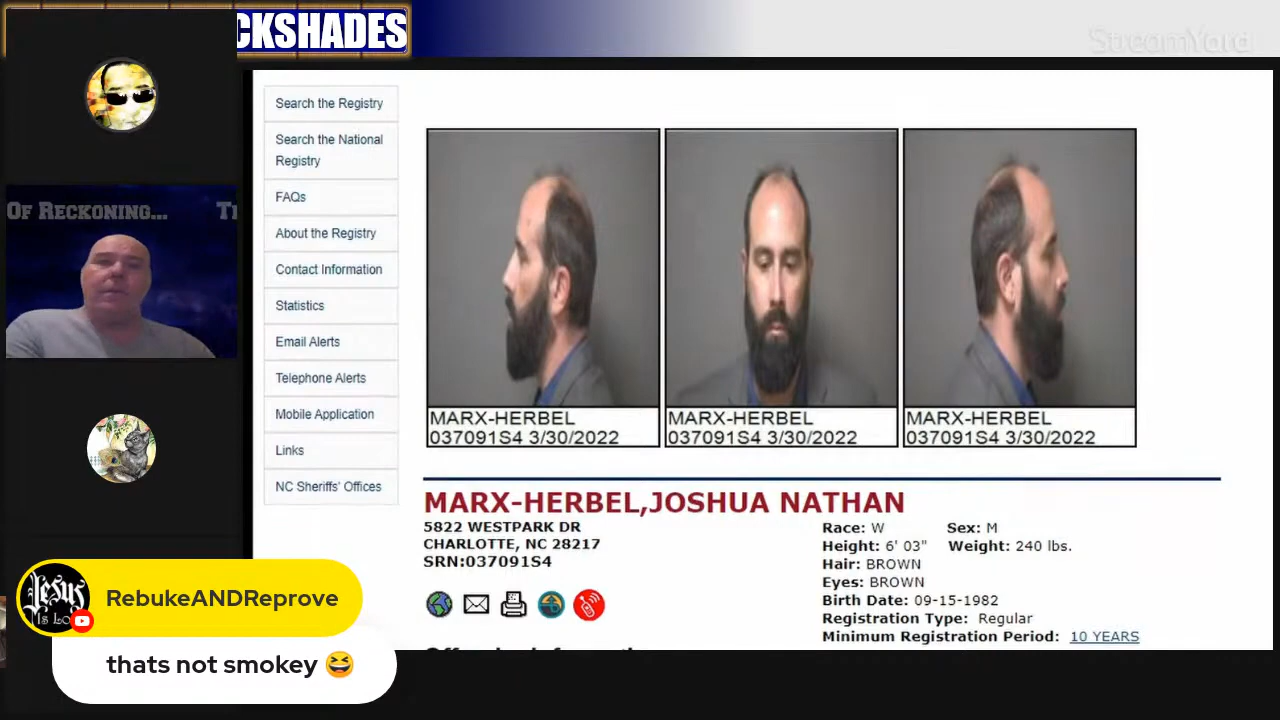 CKSHADES
StreamYard
OF RECKONING...
Search the Registry
Search the National
Registry
FAQs
About the Registry
Contact Information
Statistics
Email Alerts
Telephone Alerts
Mobile Application
Links
NC Sheriffs' Offices
MARX-HERBEL
037091S4 3/30/2022
MARX-HERBEL
037091S4 3/30/2022
MARX-HERBEL
037091S4 3/30/2022
MARX-HERBEL,JOSHUA NATHAN
5822 WESTPARK DR
CHARLOTTE, NC 28217
SRN:037091S4
Race: W Sex: M
Height: 6' 03" Weight: 240 lbs.
Hair: BROWN
Eyes: BROWN
Birth Date: 09-15-1982
Registration Type: Regular
Minimum Registration Period: 10 YEARS
Jesus
RebukeANDReprove
thats not smokey 😆